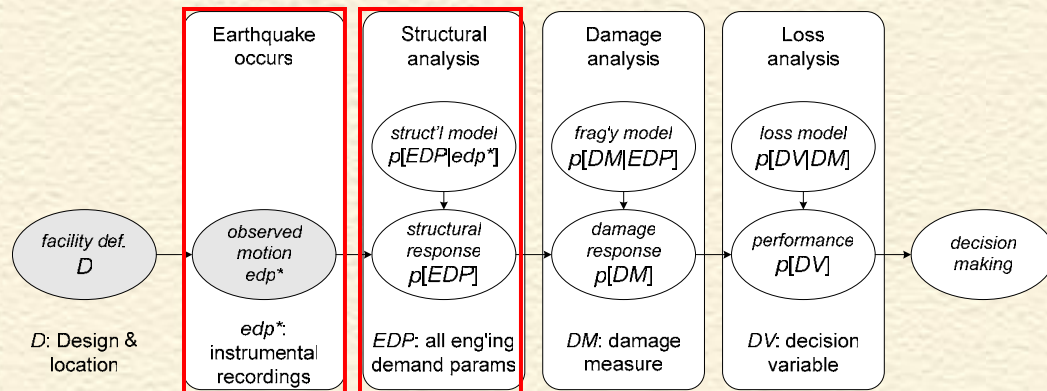 Earthquake
occurs
Structural
analysis
Damage
analysis
Loss
analysis
struct'l model
p[EDP|edp*]
frag'y model
p[DM|EDP]
loss model
p[DV|DM]
facility def.
D
observed
motion
edp*
structural
response
p[EDP]
damage
response
p[DM]
performance
p[DV]
decision
making
D: Design &
location
edp*:
instrumental
recordings
EDP: all eng'ing
demand params
DM: damage
measure
DV: decision
variable